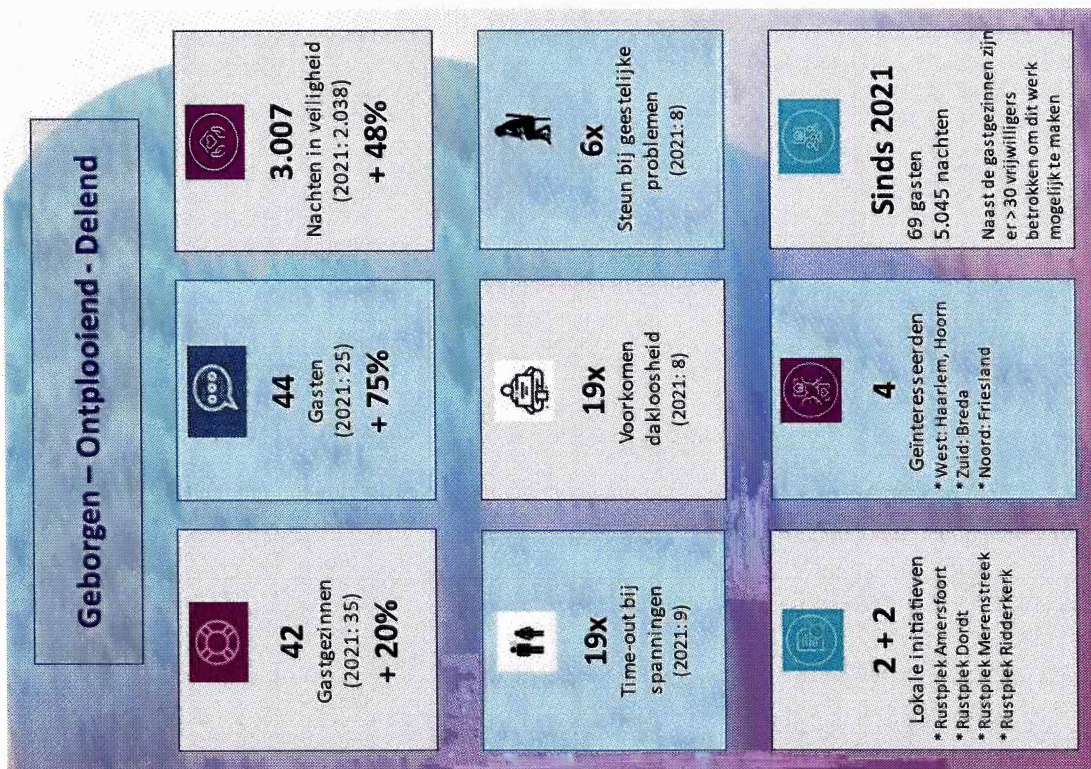 Geborgen – Ontplooiend - Delend
42
Gastgezinnen
(2021: 35)
+ 20%
44
Gasten
(2021: 25)
+ 75%
3.007
Nachten in veiligheid
(2021: 2.038)
+ 48%
19x
Time-out bij
spanningen
(2021: 9)
19x
Voorkomen
dakloosheid
(2021: 8)
6x
Steun bij geestelijke
problemen
(2021: 8)
2 + 2
Lokale initiatieven
* Rustplek Amersfoort
* Rustplek Dordt
* Rustplek Merenstreek
* Rustplek Ridderkerk
4
Geïnteresseerden
* West: Haarlem, Hoorn
* Zuid: Breda
* Noord: Friesland
Sinds 2021
69 gasten
5.045 nachten
Naast de gastgezinnen zijn
er > 30 vrijwilligers
betrokken om dit werk
mogelijk te maken